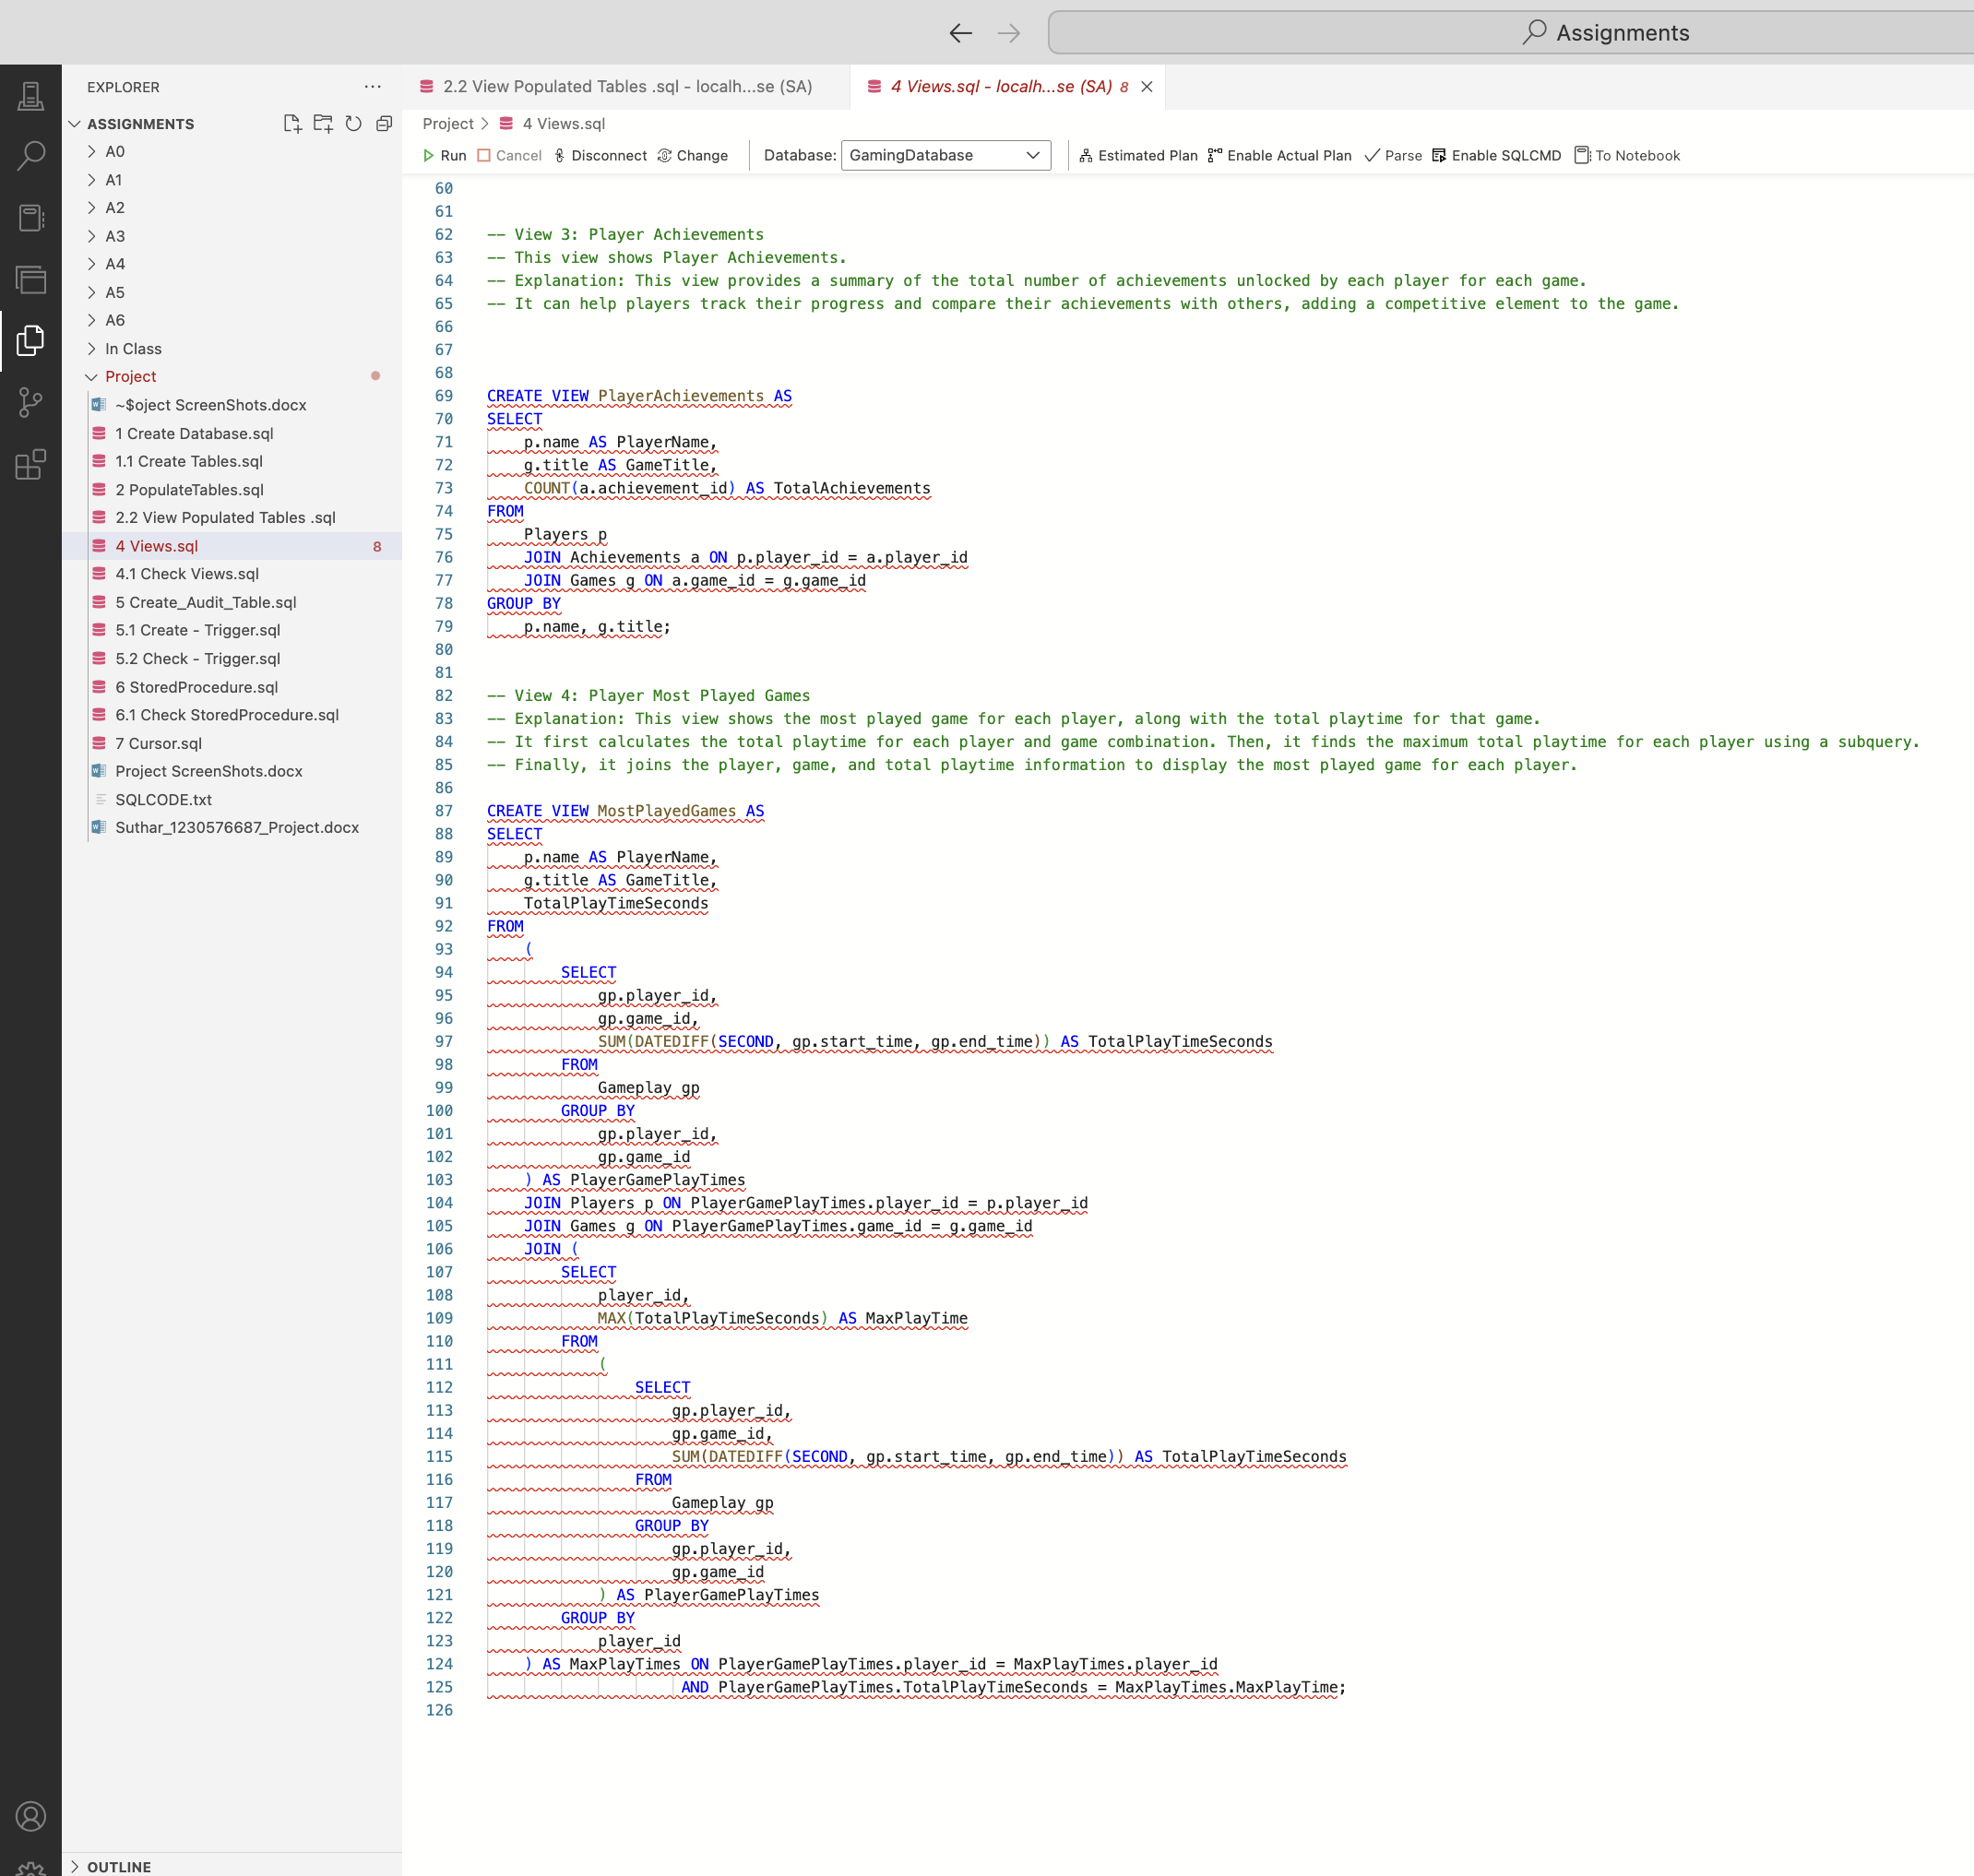 Assignments
EXPLORER
ASSIGNMENTS
A0
A1
A2
A3
A4
A5
A6
In Class
Project
~$oject ScreenShots.docx
1 Create Database.sql
1.1 Create Tables.sql
2 PopulateTables.sql
2.2 View Populated Tables .sql
4 Views.sql 8
4.1 Check Views.sql
5 Create_Audit_Table.sql
5.1 Create - Trigger.sql
5.2 Check - Trigger.sql
6 StoredProcedure.sql
6.1 Check StoredProcedure.sql
7 Cursor.sql
Project ScreenShots.docx
SQLCODE.txt
Suthar_1230576687_Project.docx
OUTLINE
2.2 View Populated Tables .sql - localh...se (SA)
4 Views.sql - localh...se (SA) 8
Project > 4 Views.sql
Run Cancel Disconnect Change Database: GamingDatabase Estimated Plan Enable Actual Plan Parse Enable SQLCMD To Notebook
60
61
62 -- View 3: Player Achievements
63 -- This view shows Player Achievements.
64 -- Explanation: This view provides a summary of the total number of achievements unlocked by each player for each game.
65 -- It can help players track their progress and compare their achievements with others, adding a competitive element to the game.
66
67
68
69 CREATE VIEW PlayerAchievements AS
70 SELECT
71 p.name AS PlayerName,
72 g.title AS GameTitle,
73 COUNT(a.achievement_id) AS TotalAchievements
74 FROM
75 Players p
76 JOIN Achievements a ON p.player_id = a.player_id
77 JOIN Games g ON a.game_id = g.game_id
78 GROUP BY
79 p.name, g.title;
80
81
82 -- View 4: Player Most Played Games
83 -- Explanation: This view shows the most played game for each player, along with the total playtime for that game.
84 -- It first calculates the total playtime for each player and game combination. Then, it finds the maximum total playtime for each player using a subquery.
85 -- Finally, it joins the player, game, and total playtime information to display the most played game for each player.
86
87 CREATE VIEW MostPlayedGames AS
88 SELECT
89 p.name AS PlayerName,
90 g.title AS GameTitle,
91 TotalPlayTimeSeconds
92 FROM
93 (
94 SELECT
95 gp.player_id,
96 gp.game_id,
97 SUM(DATEDIFF(SECOND, gp.start_time, gp.end_time)) AS TotalPlayTimeSeconds
98 FROM
99 Gameplay gp
100 GROUP BY
101 gp.player_id,
102 gp.game_id
103 ) AS PlayerGamePlayTimes
104 JOIN Players p ON PlayerGamePlayTimes.player_id = p.player_id
105 JOIN Games g ON PlayerGamePlayTimes.game_id = g.game_id
106 JOIN (
107 SELECT
108 player_id,
109 MAX(TotalPlayTimeSeconds) AS MaxPlayTime
110 FROM
111 (
112 SELECT
113 gp.player_id,
114 gp.game_id,
115 SUM(DATEDIFF(SECOND, gp.start_time, gp.end_time)) AS TotalPlayTimeSeconds
116 FROM
117 Gameplay gp
118 GROUP BY
119 gp.player_id,
120 gp.game_id
121 ) AS PlayerGamePlayTimes
122 GROUP BY
123 player_id
124 ) AS MaxPlayTimes ON PlayerGamePlayTimes.player_id = MaxPlayTimes.player_id
125 AND PlayerGamePlayTimes.TotalPlayTimeSeconds = MaxPlayTimes.MaxPlayTime;
126